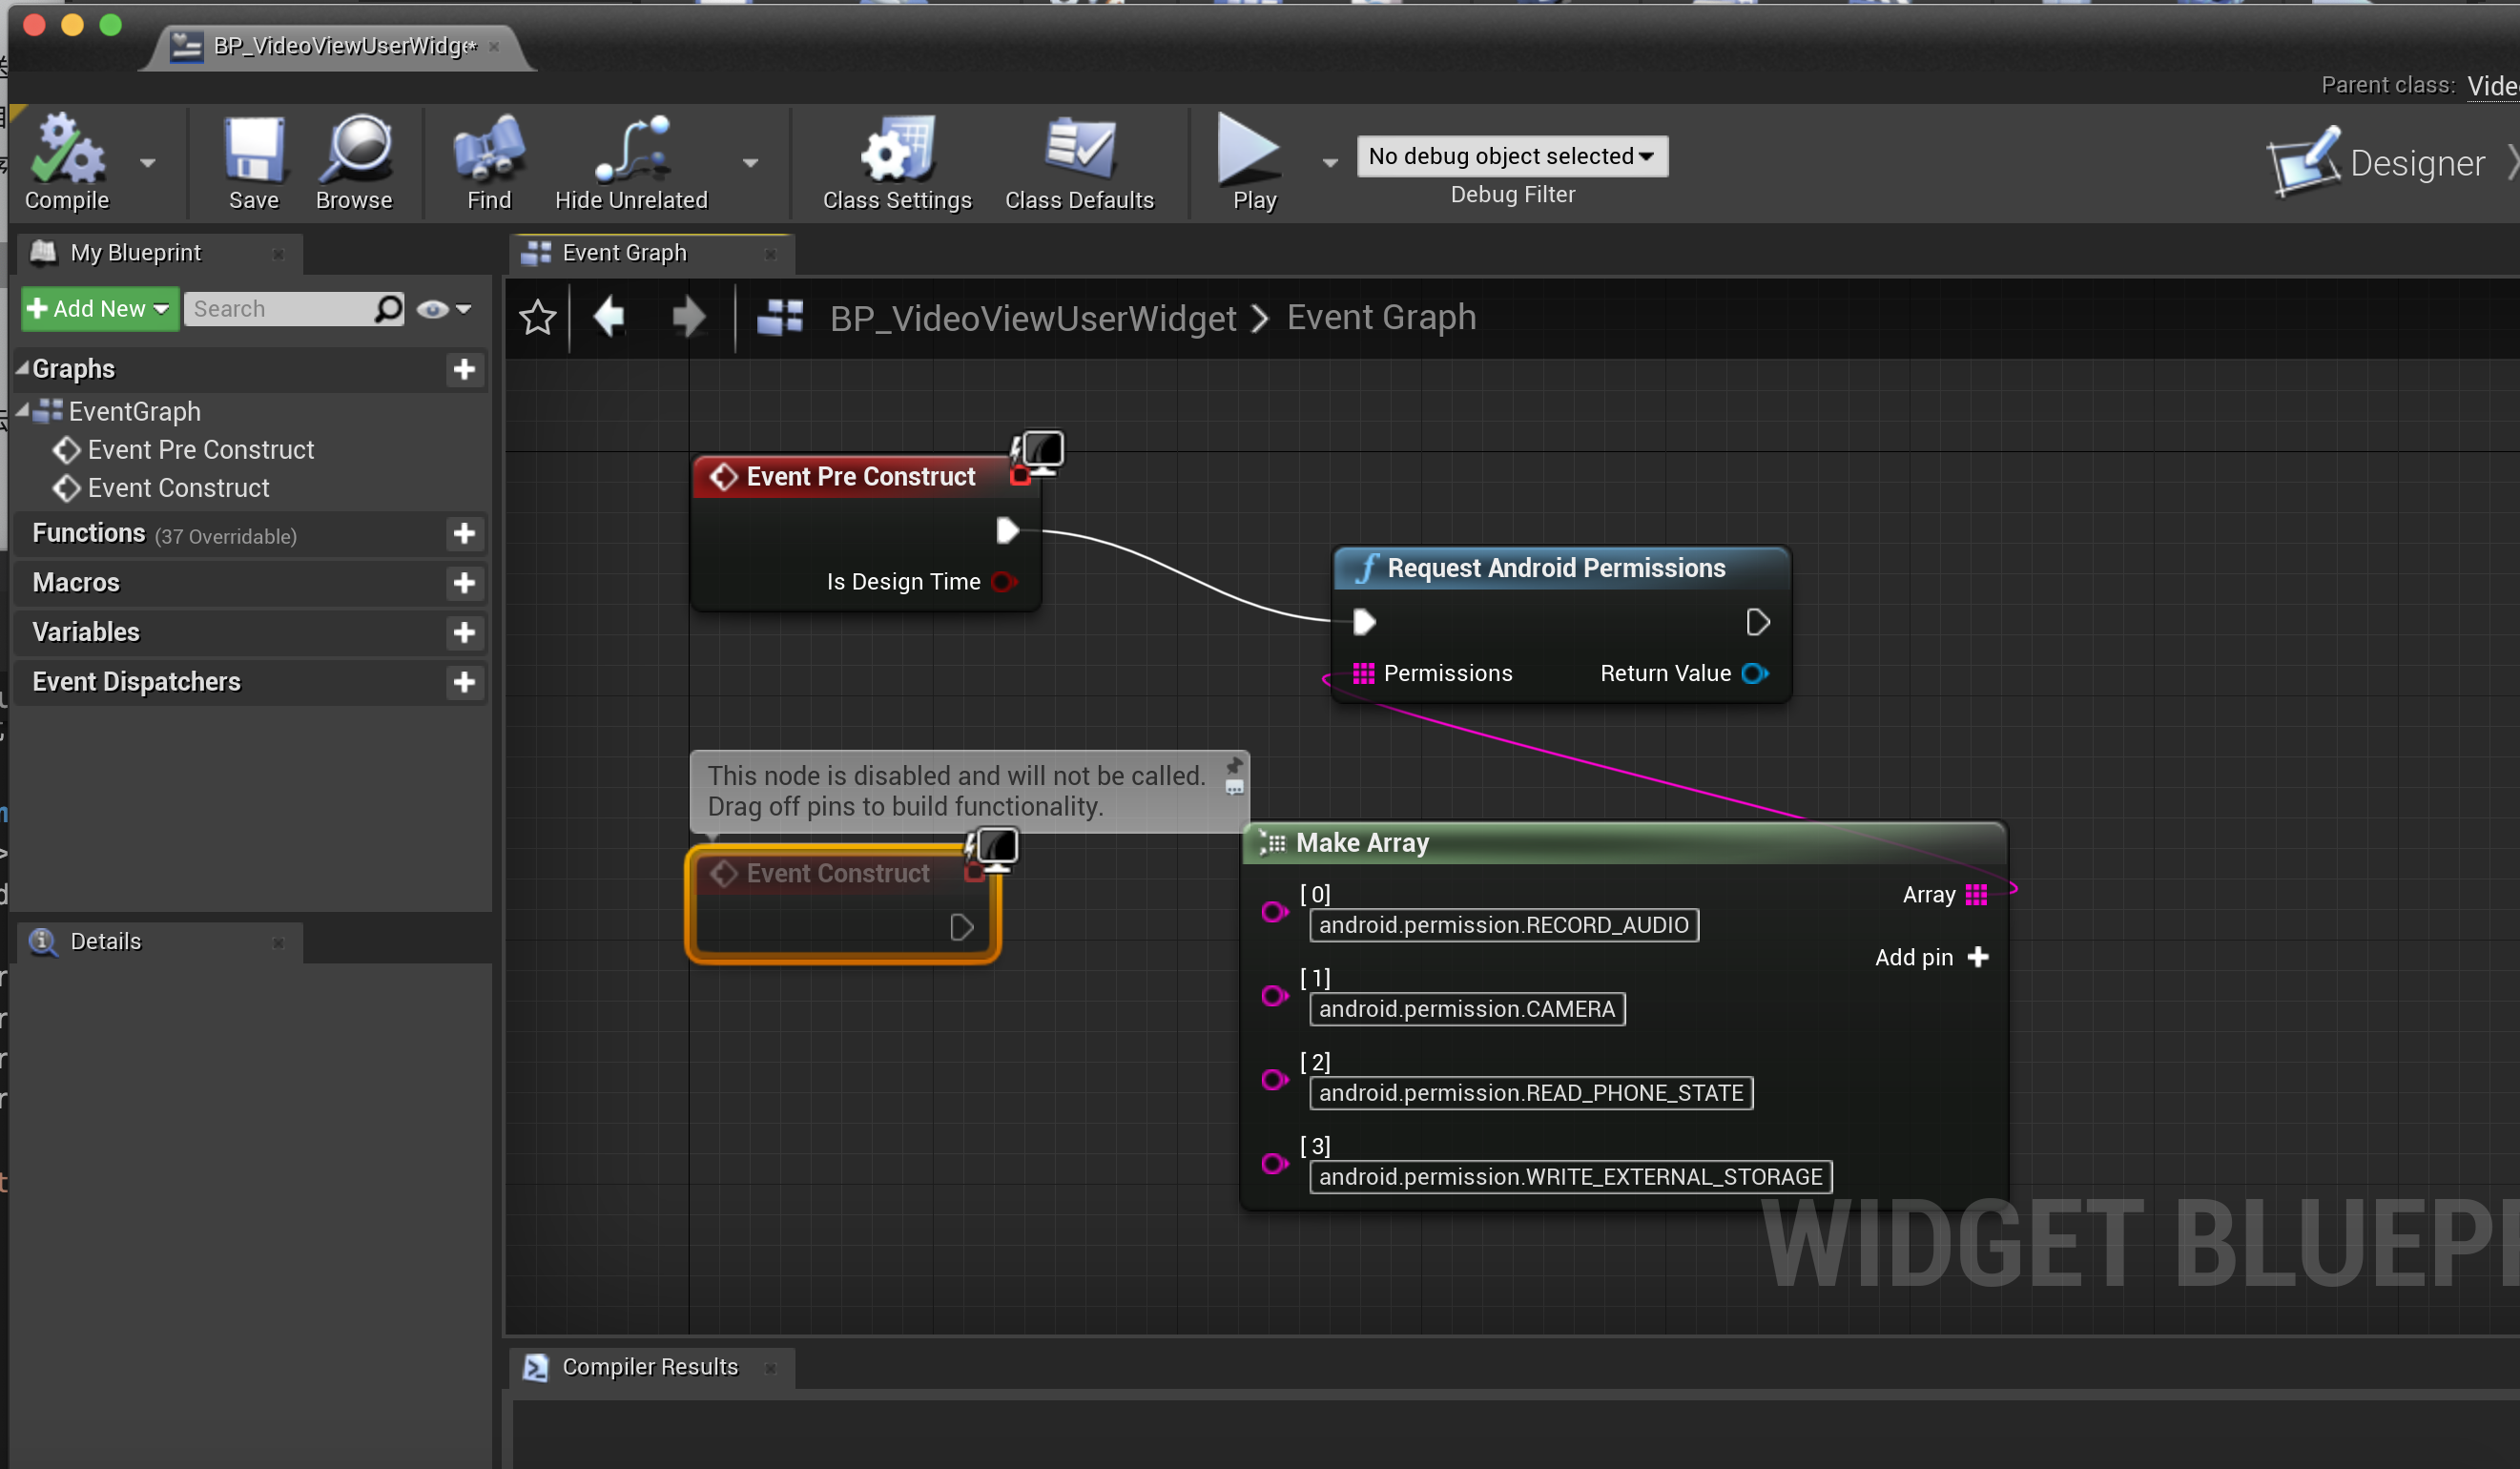 BP_VideoViewUserWidge*
Parent class: Vide
Compile
Save
Browse
Find
Hide Unrelated
Class Settings
Class Defaults
Play
No debug object selected
Debug Filter
Designer
My Blueprint
Event Graph
Add New
Search
BP_VideoViewUserWidget
Event Graph
Graphs
EventGraph
Event Pre Construct
Event Construct
Functions (37 Overridable)
Macros
Variables
Event Dispatchers
Details
Event Pre Construct
Is Design Time
Request Android Permissions
Permissions
Return Value
This node is disabled and will not be called.
Drag off pins to build functionality.
Event Construct
Make Array
[ 0]
android.permission.RECORD_AUDIO
Array
Add pin
[ 1]
android.permission.CAMERA
[ 2]
android.permission.READ_PHONE_STATE
[ 3]
android.permission.WRITE_EXTERNAL_STORAGE
WIDGET BLUEP
Compiler Results